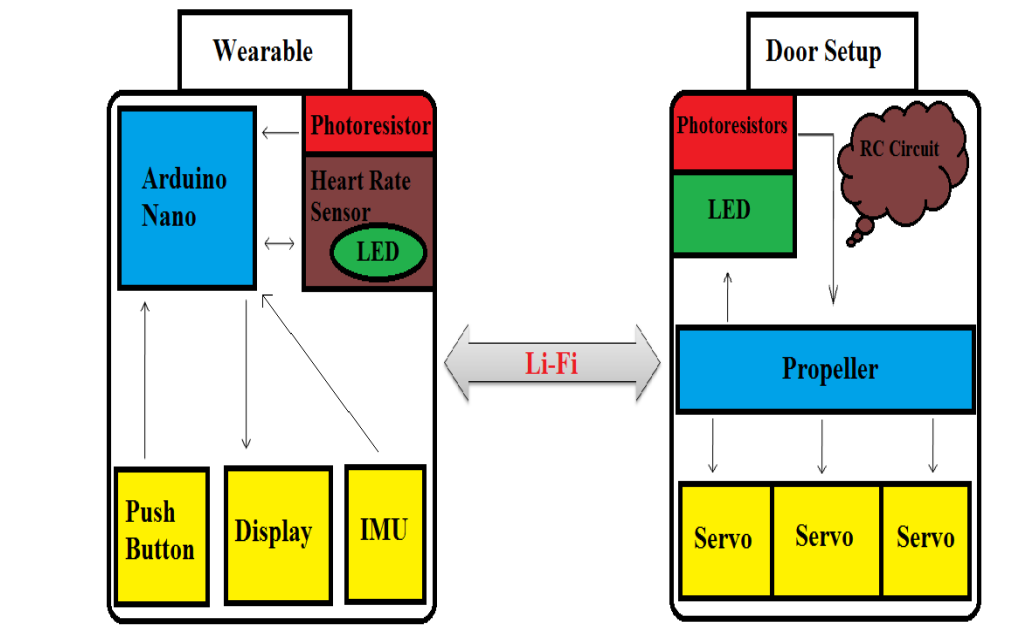 Wearable
Photoresistor
Arduino
Nano
Heart Rate
Sensor
LED
Push
Button
Display
IMU
Li-Fi
Door Setup
Photoresistors
RC Circuit
LED
Propeller
Servo
Servo
Servo